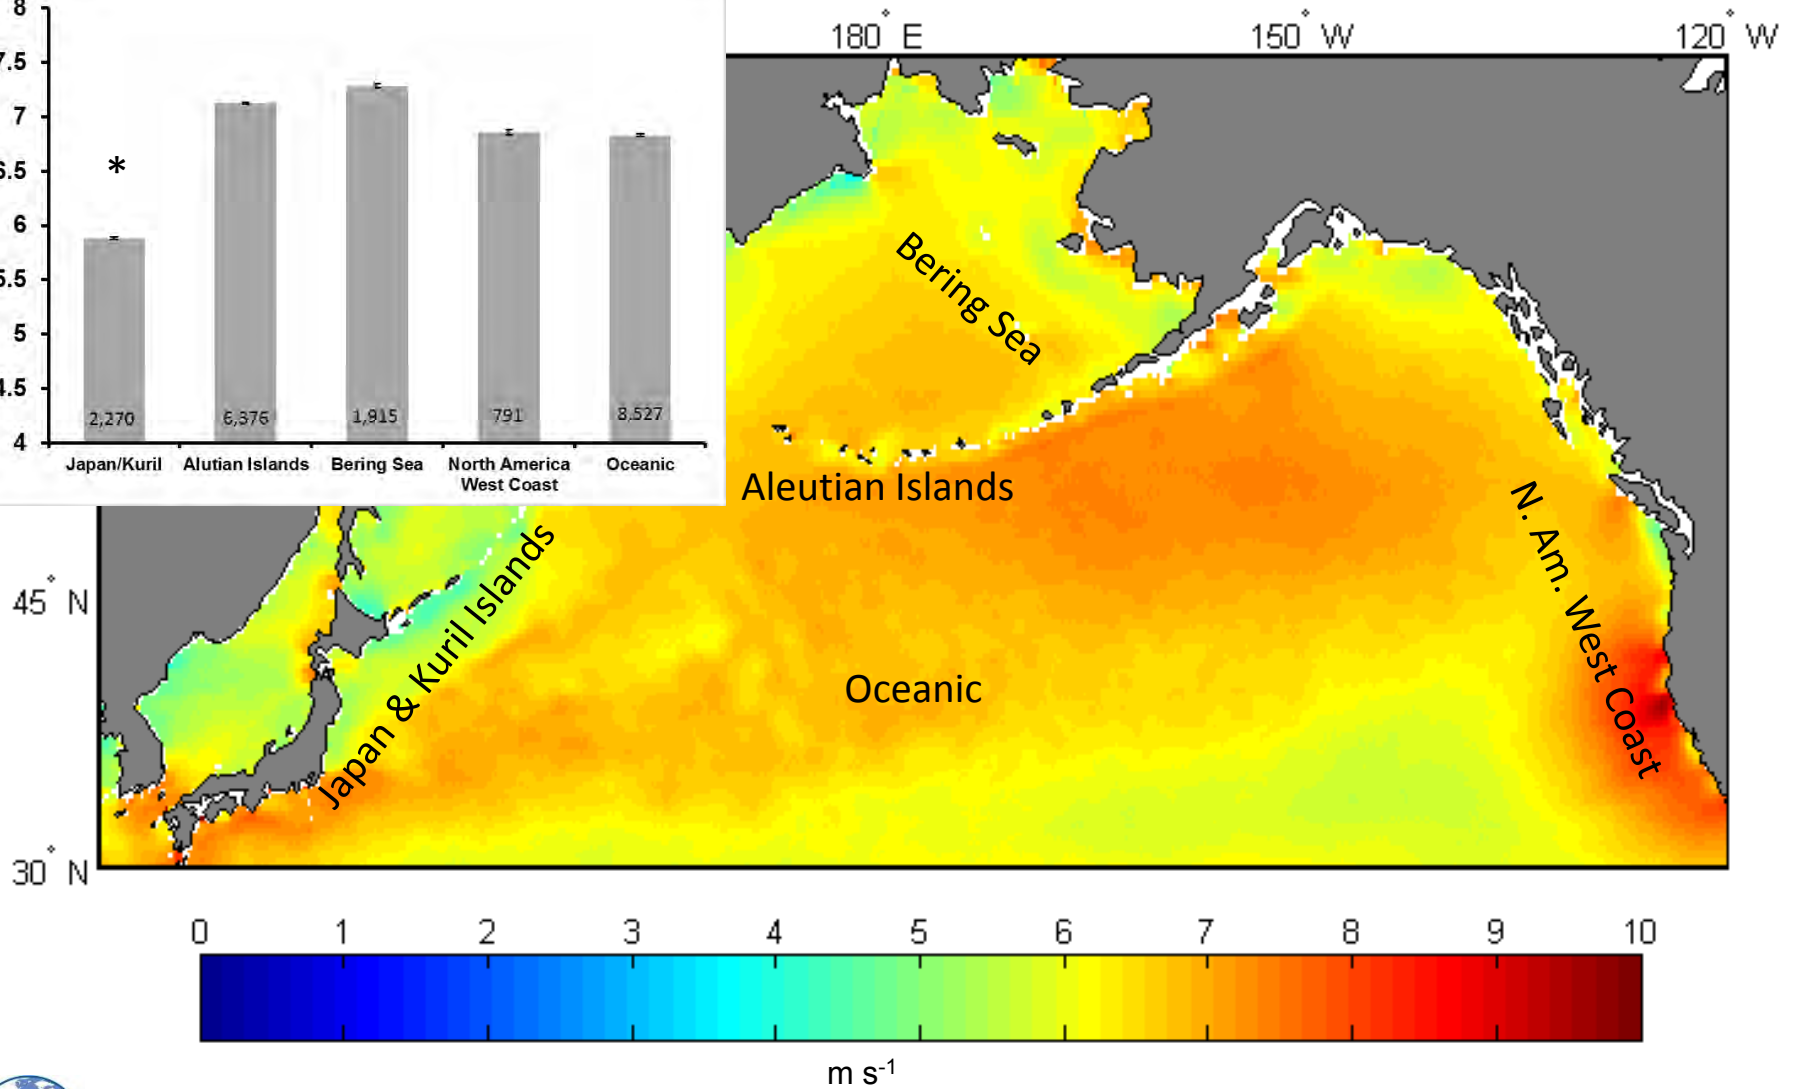 8
7.5
7
6.5
6
5.5
5
4.5
4
*
2,270
6,376
1,915
791
8,527
Japan/Kuril
Alutian Islands
Bering Sea
North America
West Coast
Oceanic
180° E
150° W
120° W
Bering Sea
Aleutian Islands
N. Am. West Coast
Japan & Kuril Islands
Oceanic
45° N
30° N
0 1 2 3 4 5 6 7 8 9 10
m s-1